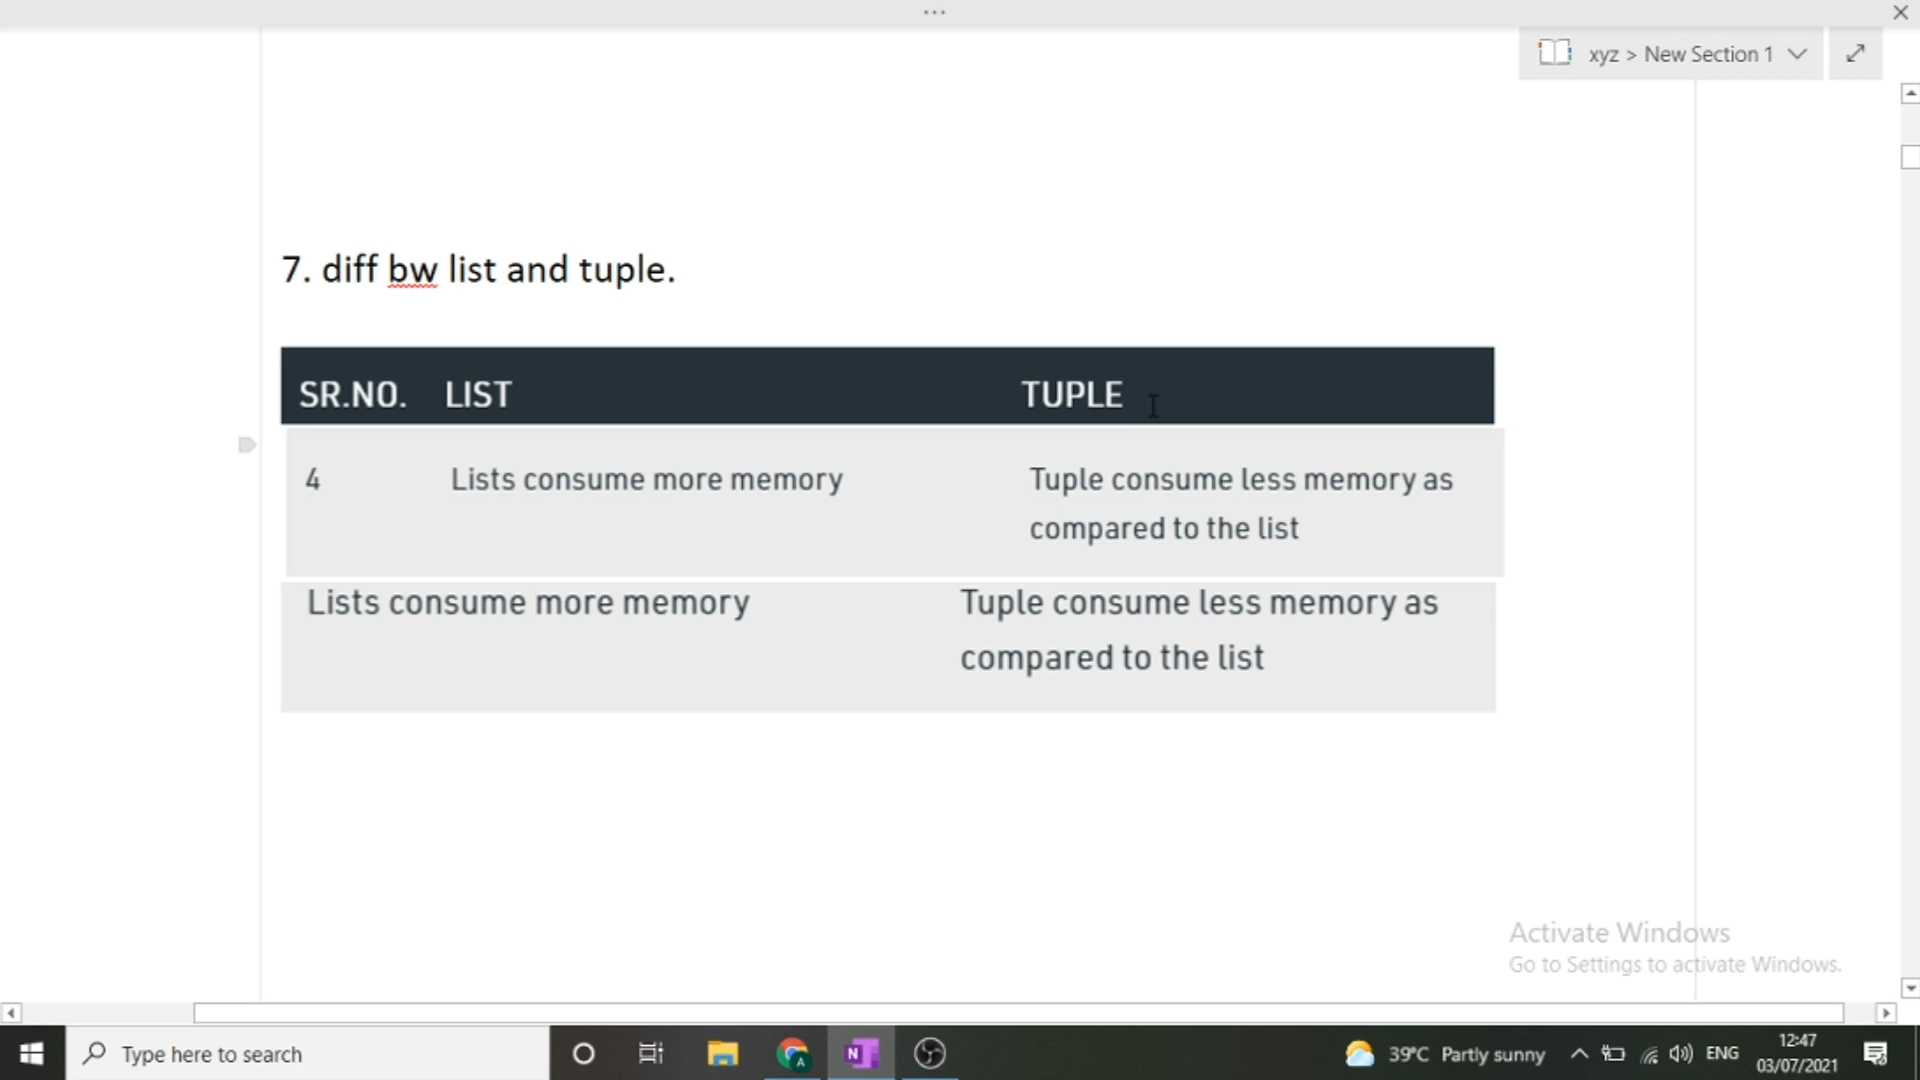 ...
xyz > New Section 1
7. diff bw list and tuple.
SR.NO. LIST TUPLE
4 Lists consume more memory Tuple consume less memory as
compared to the list
Lists consume more memory Tuple consume less memory as
compared to the list
Activate Windows
Go to Settings to activate Windows.
Type here to search
39°C Partly sunny ENG 12:47
03/07/2021